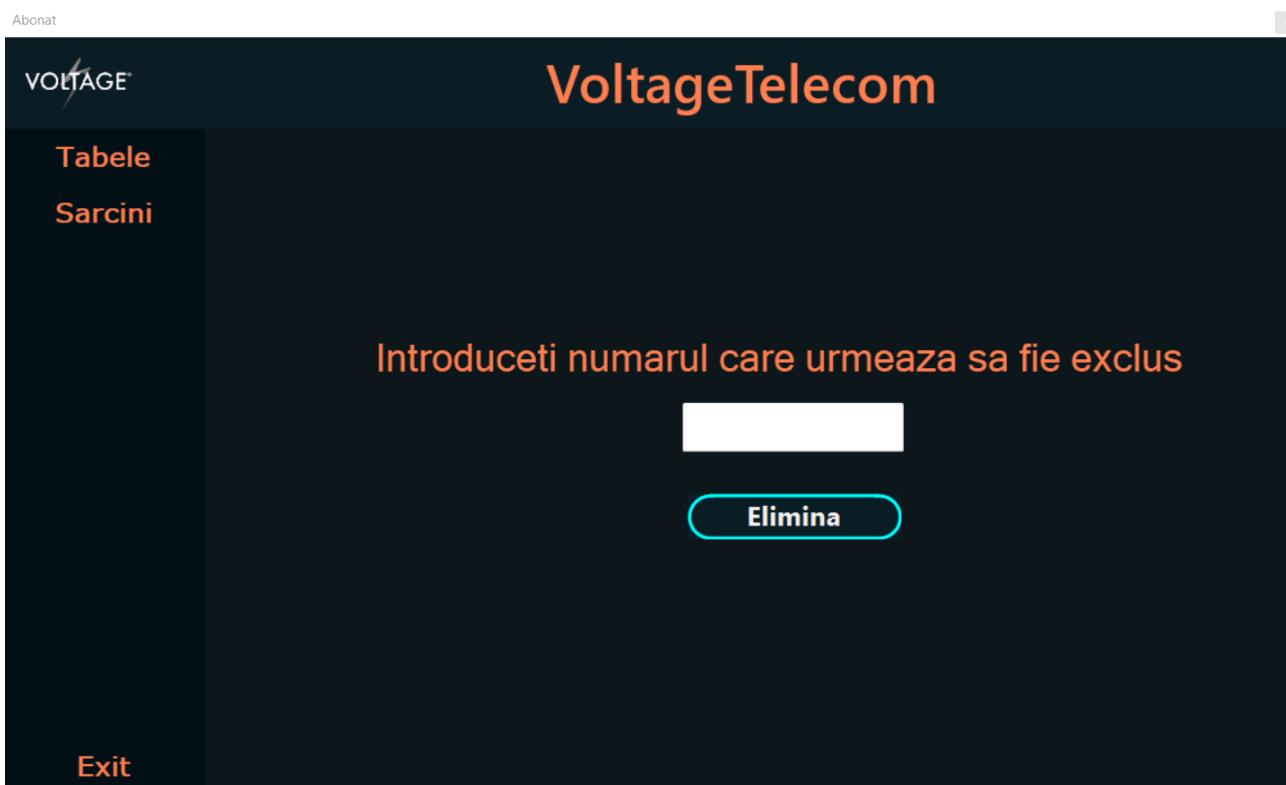 Abonat
VOLTAGE
VoltageTelecom
Tabele
Sarcini
Introduceti numarul care urmeaza sa fie exclus
Elimina
Exit